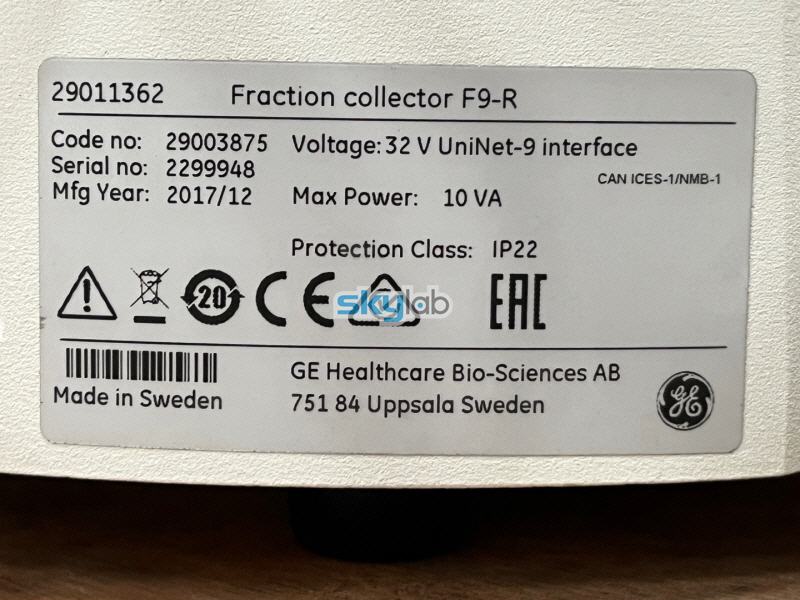 29011362 Fraction collector F9-R
Code no: 29003875 Voltage: 32 V UniNet-9 interface
Serial no: 2299948
CAN ICES-1/NMB-1
Mfg Year: 2017/12 Max Power: 10 VA
Protection Class: IP22
20 CE skylab EAC
GE Healthcare Bio-Sciences AB
Made in Sweden 751 84 Uppsala Sweden
GE